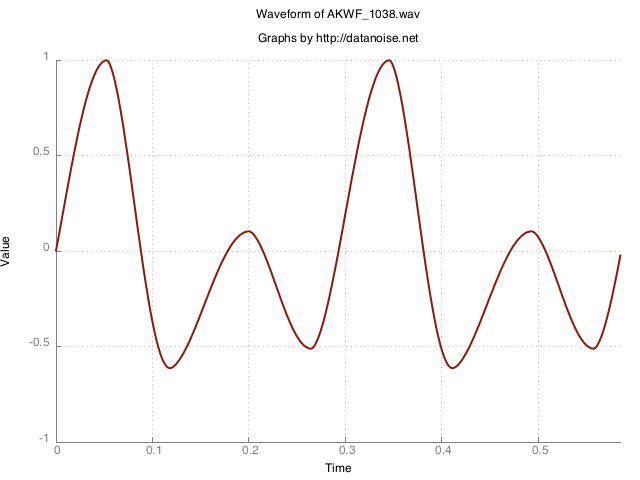 Waveform of AKWF_1038.wav
Graphs by http://datanoise.net
1
0.5
0
-0.5
-1
Value
0 0.1 0.2 0.3 0.4 0.5
Time